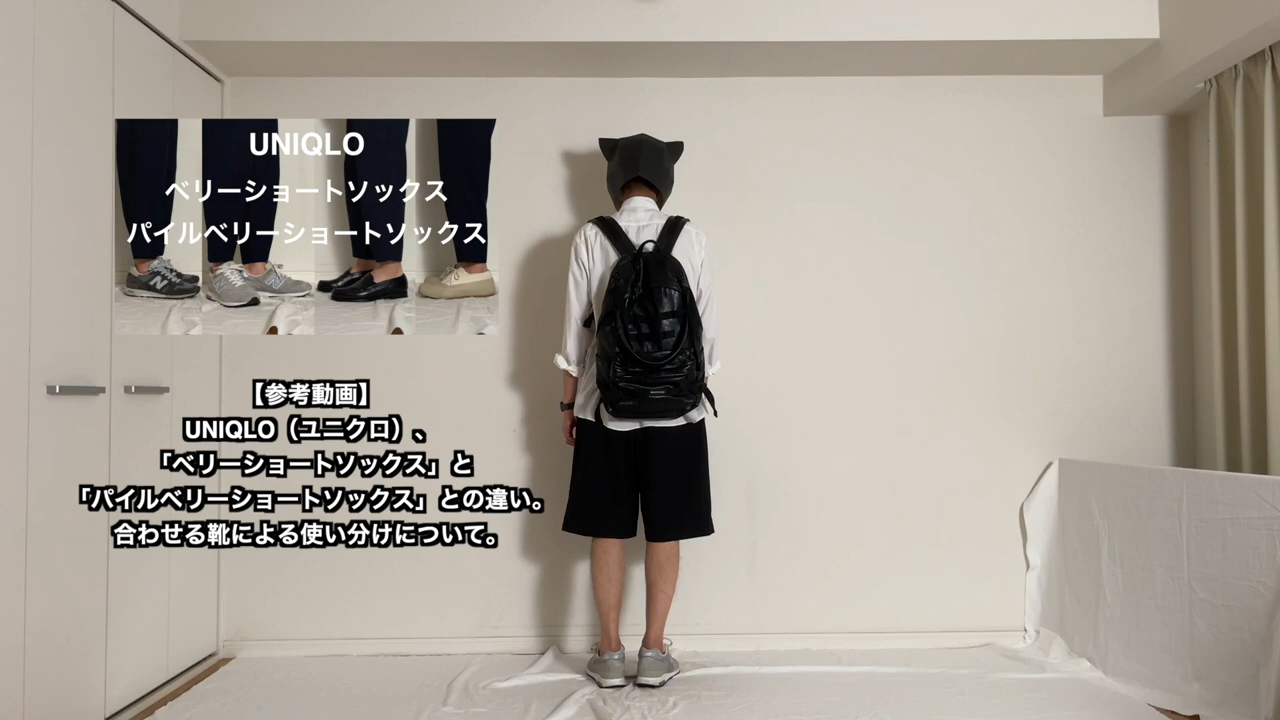 UNIQLO
ベリーショートソックス
パイルベリーショートソックス
【参考動画】
UNIQLO（ユニクロ）、
「ベリーショートソックス」と
「パイルベリーショートソックス」との違い。
合わせる靴による使い分けについて。